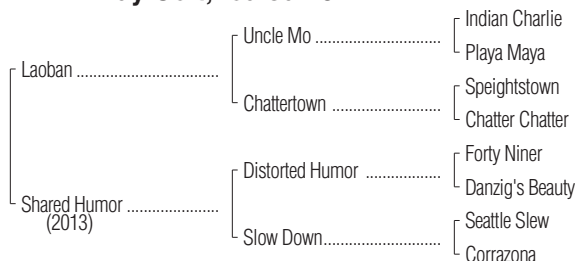 Indian Charlie
Uncle Mo
Playa Maya
Laoban
Speightstown
Chattertown
Chatter Chatter
Forty Niner
Distorted Humor
Danzig's Beauty
Shared Humor
(2013)
Seattle Slew
Slow Down
Corrazona